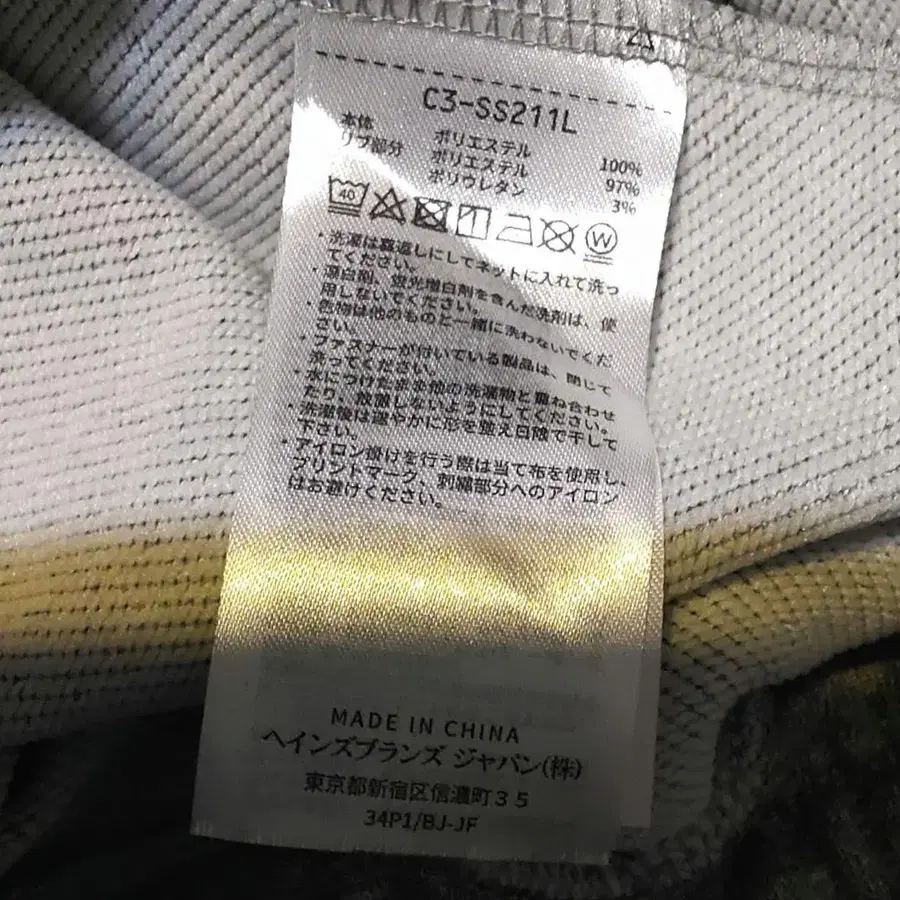 C3-SS211L
本体 ポリエステル 100%
リブ部分 ポリエステル 97%
ポリウレタン 3%
40 W
・洗濯は裏返しにしてネットに入れて洗っ
てください。
・漂白剤、蛍光増白剤を含んだ洗剤は、使
用しないでください。
・色物は他のものと一緒に洗わないでくだ
さい。
・ファスナーが付いている製品は、閉じて
洗ってください。
・水につけたまま他の洗濯物と重ね合わせ
たり、放置しないようにしてください。
・洗濯後は速やかに形を整え日陰で干して
下さい。
・アイロン掛けを行う際は当て布を使用し、
プリントマーク、刺繍部分へのアイロン
はお避けください。
MADE IN CHINA
ヘインズブランズ ジャパン(株)
東京都新宿区信濃町35
34P1/BJ-JF